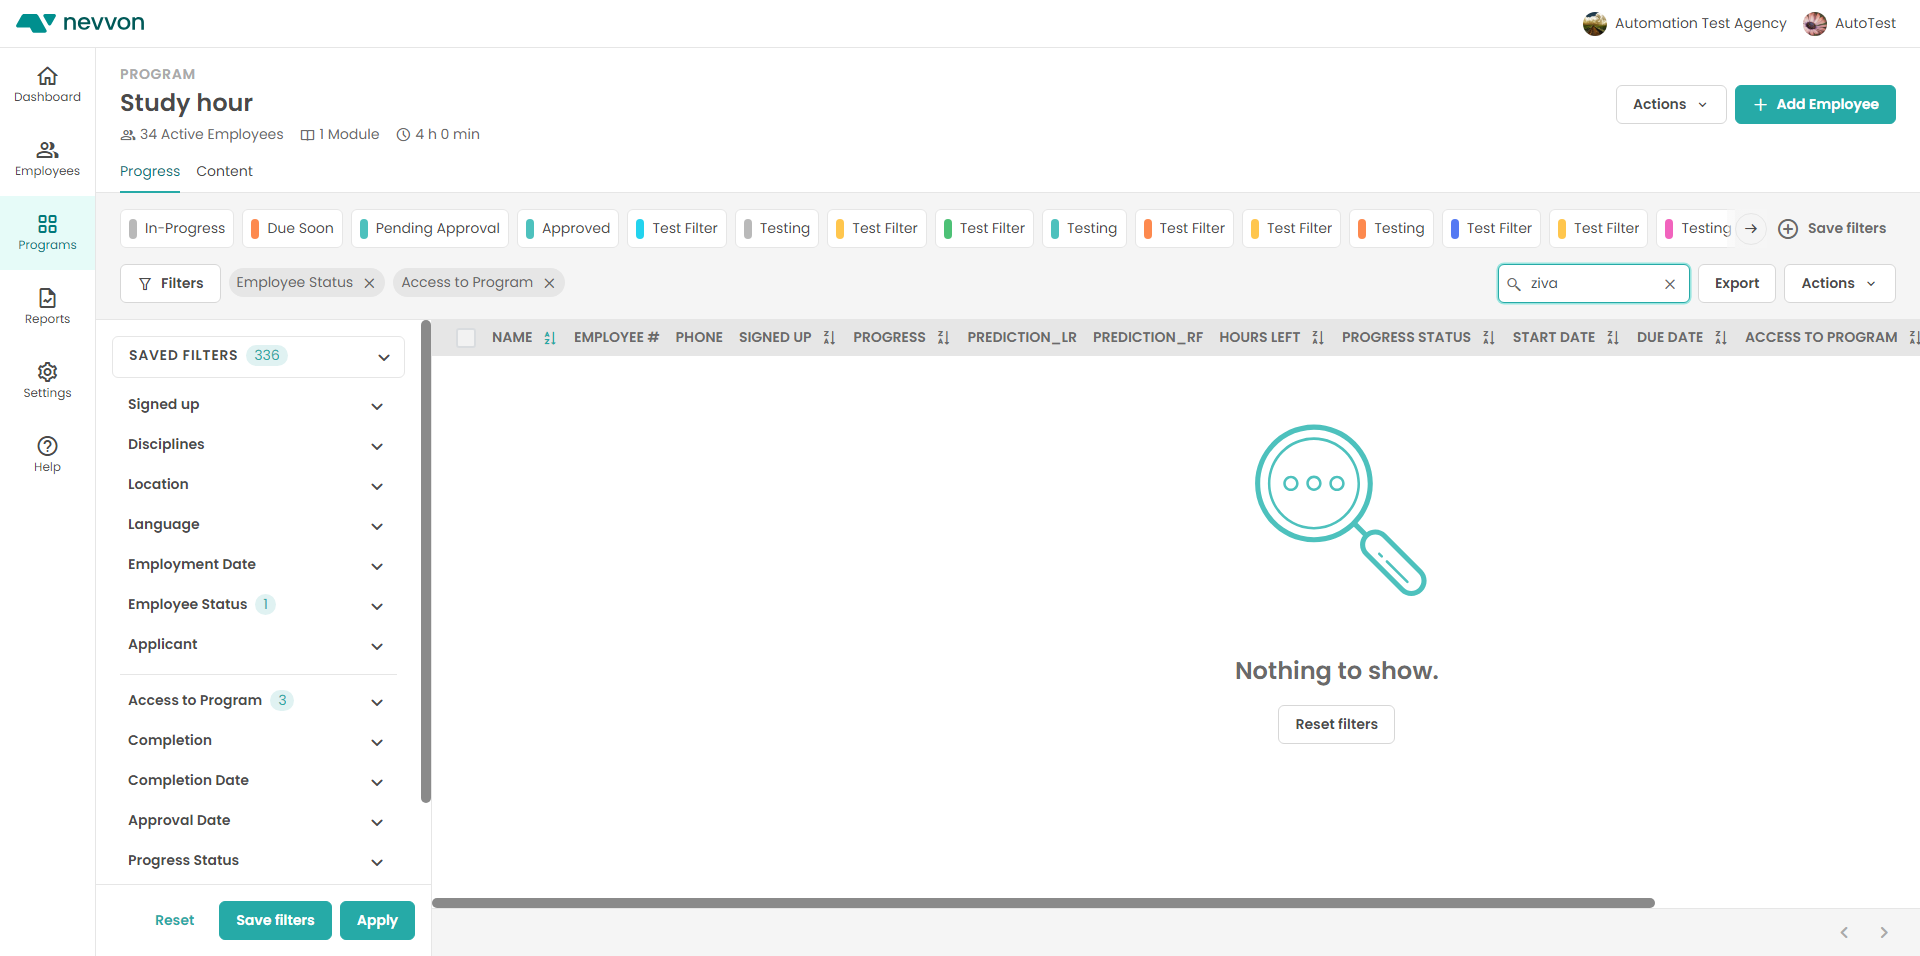 nevvon
Automation Test Agency
AutoTest
Dashboard
Employees
Programs
Reports
Settings
Help
PROGRAM
Study hour
34 Active Employees
1 Module
4 h 0 min
Actions
Add Employee
Progress
Content
In-Progress
Due Soon
Pending Approval
Approved
Test Filter
Testing
Test Filter
Test Filter
Testing
Test Filter
Test Filter
Testing
Test Filter
Test Filter
Testing
Save filters
Filters
Employee Status
Access to Program
ziva
Export
Actions
SAVED FILTERS 336
Signed up
Disciplines
Location
Language
Employment Date
Employee Status 1
Applicant
Access to Program 3
Completion
Completion Date
Approval Date
Progress Status
Reset
Save filters
Apply
NAME EMPLOYEE # PHONE SIGNED UP PROGRESS PREDICTION_LR PREDICTION_RF HOURS LEFT PROGRESS STATUS START DATE DUE DATE ACCESS TO PROGRAM
Nothing to show.
Reset filters